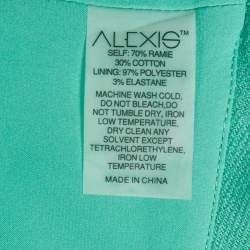 ALEXIS™
SELF: 70% RAMIE
30% COTTON
LINING: 97% POLYESTER
3% ELASTANE
MACHINE WASH COLD,
DO NOT BLEACH,DO
NOT TUMBLE DRY, IRON
LOW TEMPERATURE,
DRY CLEAN ANY
SOLVENT EXCEPT
TETRACHLORETHYLENE,
IRON LOW
TEMPERATURE
MADE IN CHINA